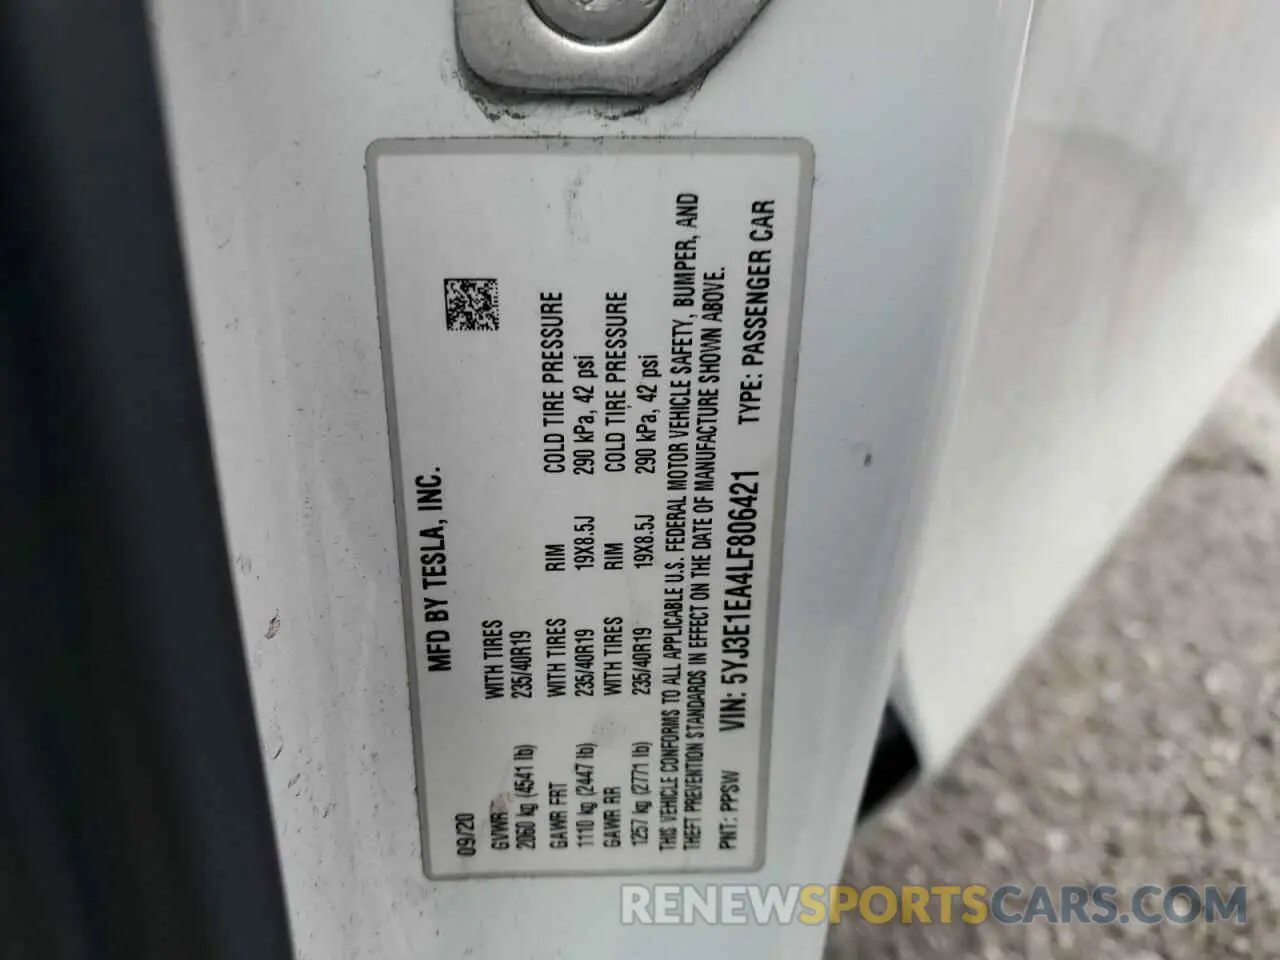 MFD BY TESLA, INC.
09/20
GVWR WITH TIRES
2060 kg (4541 lb) 235/40R19
GAWR FRT WITH TIRES RIM COLD TIRE PRESSURE
1110 kg (2447 lb) 235/40R19 19X8.5J 290 kPa, 42 psi
GAWR RR WITH TIRES RIM COLD TIRE PRESSURE
1257 kg (2771 lb) 235/40R19 19X8.5J 290 kPa, 42 psi
THIS VEHICLE CONFORMS TO ALL APPLICABLE U.S. FEDERAL MOTOR VEHICLE SAFETY, BUMPER, AND
THEFT PREVENTION STANDARDS IN EFFECT ON THE DATE OF MANUFACTURE SHOWN ABOVE.
PNT: PPSW VIN: 5YJ3E1EA4LF806421 TYPE: PASSENGER CAR
RENEWSPORTSCARS.COM